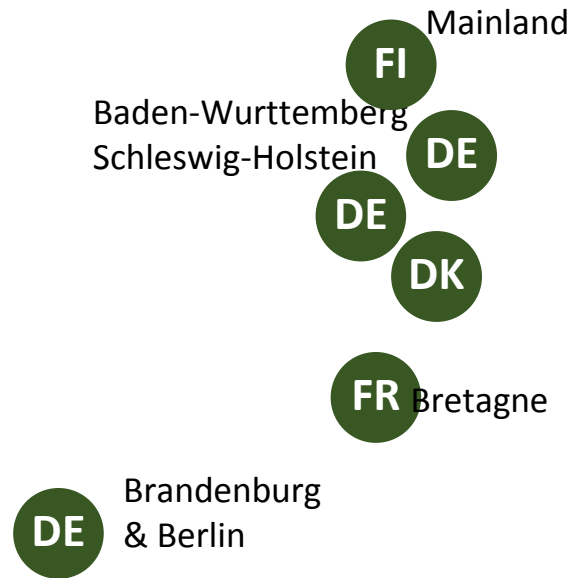 Mainland
FI
Baden-Wurttemberg
Schleswig-Holstein
DE
DE
DK
FR Bretagne
Brandenburg
DE & Berlin